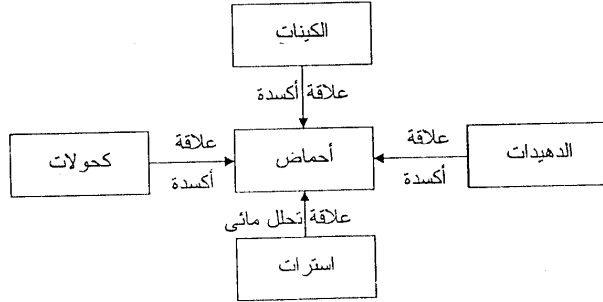 الكينات
علاقة أكسدة
علاقة
أكسدة
كحولات
أحماض
علاقة
أكسدة
الدهيدات
علاقة تحلل مائى
استرات